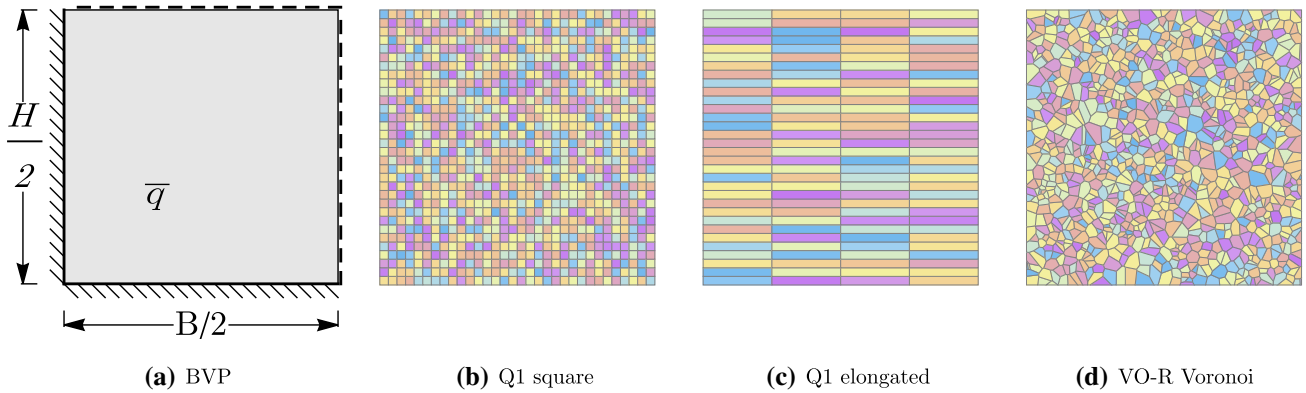 H
2
q̅
B/2
(a) BVP
(b) Q1 square
(c) Q1 elongated
(d) VO-R Voronoi